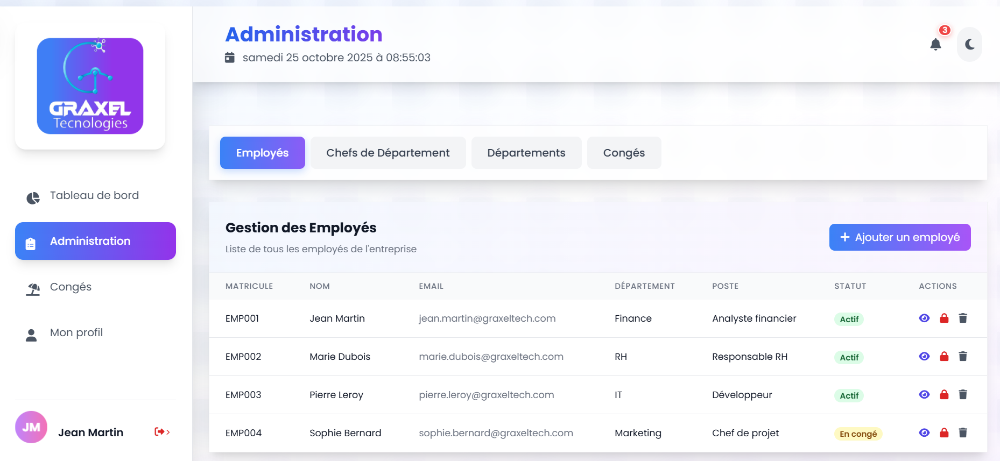 GRAXEL
Tecnologies
Tableau de bord
Administration
Congés
Mon profil
JM
Jean Martin
Administration
samedi 25 octobre 2025 à 08:55:03
3
Employés
Chefs de Département
Départements
Congés
Gestion des Employés
Liste de tous les employés de l'entreprise
+ Ajouter un employé
MATRICULE NOM EMAIL DÉPARTEMENT POSTE STATUT ACTIONS
EMP001 Jean Martin jean.martin@graxeltech.com Finance Analyste financier Actif
EMP002 Marie Dubois marie.dubois@graxeltech.com RH Responsable RH Actif
EMP003 Pierre Leroy pierre.leroy@graxeltech.com IT Développeur Actif
EMP004 Sophie Bernard sophie.bernard@graxeltech.com Marketing Chef de projet En congé